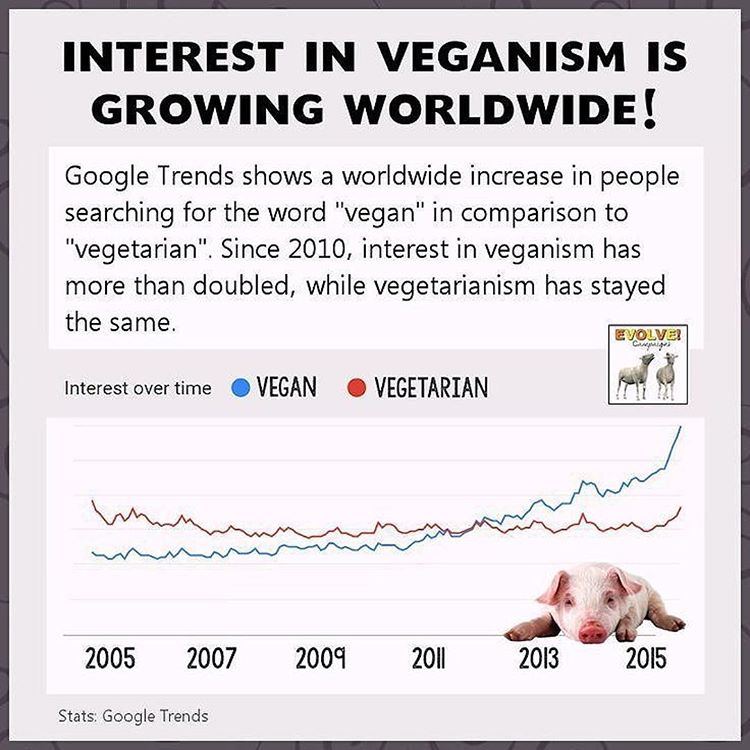 INTEREST IN VEGANISM IS
GROWING WORLDWIDE!
Google Trends shows a worldwide increase in people
searching for the word "vegan" in comparison to
"vegetarian". Since 2010, interest in veganism has
more than doubled, while vegetarianism has stayed
the same.
EVOLVE!
Campaigns
Interest over time VEGAN VEGETARIAN
2005 2007 2009 2011 2013 2015
Stats: Google Trends